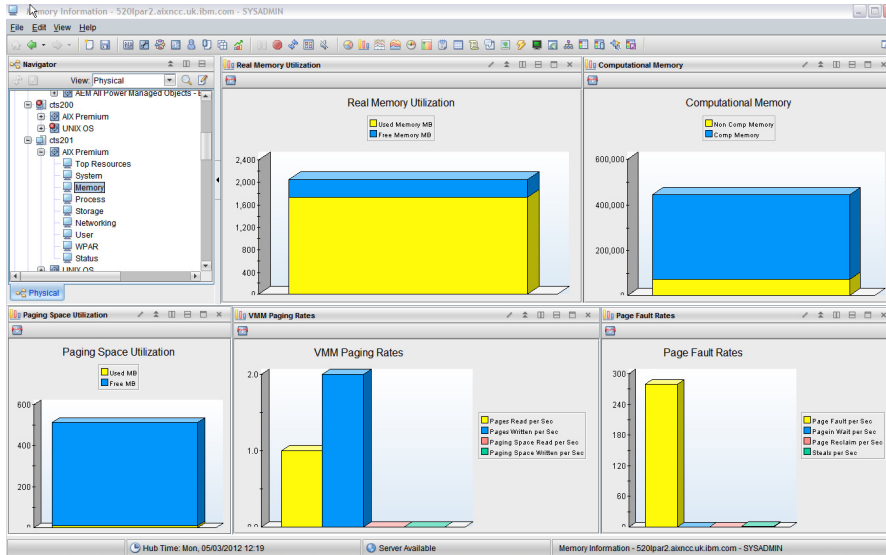 Memory Information - 520lpar2.aixncc.uk.ibm.com - SYSADMIN
File Edit View Help
Navigator
View: Physical
AEM All Power Managed Objects - E
cts200
AIX Premium
UNIX OS
cts201
AIX Premium
Top Resources
System
Memory
Process
Storage
Networking
User
WPAR
Status
UNIX OS
Physical
Real Memory Utilization
Real Memory Utilization
Used Memory MB
Free Memory MB
2,400
2,000
1,600
1,200
800
400
0
Computational Memory
Computational Memory
Non Comp Memory
Comp Memory
600,000
400,000
200,000
0
Paging Space Utilization
Paging Space Utilization
Used MB
Free MB
600
400
200
0
VMM Paging Rates
VMM Paging Rates
2.0
1.0
0.0
Pages Read per Sec
Pages Written per Sec
Paging Space Read per Sec
Paging Space Written per Sec
Page Fault Rates
Page Fault Rates
300
240
180
120
60
0
Page Fault per Sec
Pagein Wait per Sec
Page Reclaim per Sec
Steals per Sec
Hub Time: Mon, 05/03/2012 12:19
Server Available
Memory Information - 520lpar2.aixncc.uk.ibm.com - SYSADMIN